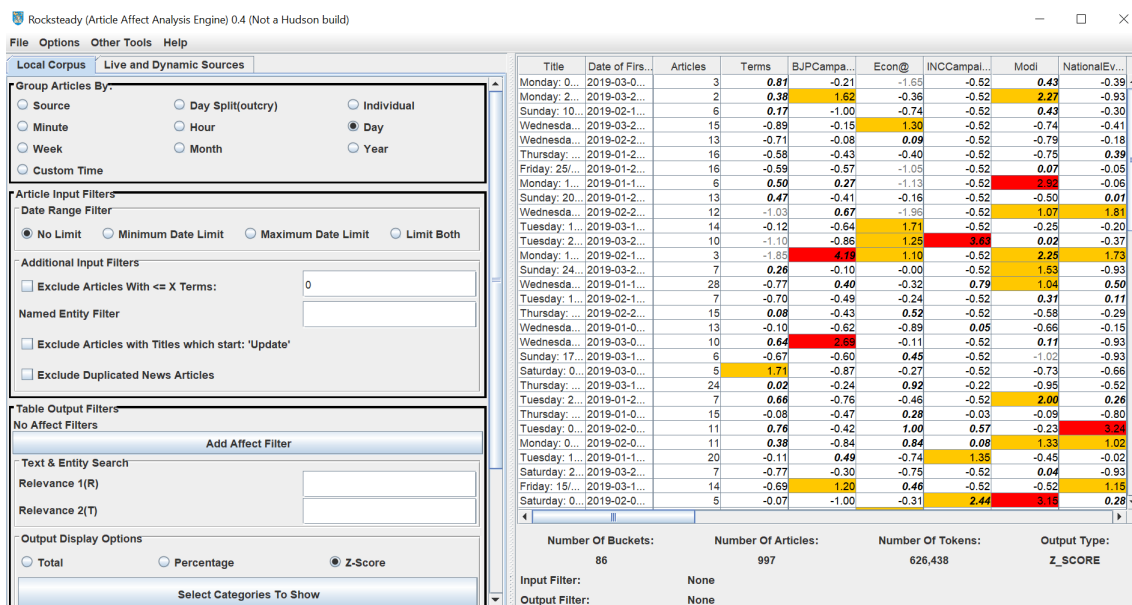 Rocksteady (Article Affect Analysis Engine) 0.4 (Not a Hudson build)
File Options Other Tools Help
Local Corpus Live and Dynamic Sources
Group Articles By:
Source Day Split(outcry) Individual
Minute Hour Day
Week Month Year
Custom Time
Article Input Filters
Date Range Filter
No Limit Minimum Date Limit Maximum Date Limit Limit Both
Additional Input Filters
Exclude Articles With <= X Terms: 0
Named Entity Filter
Exclude Articles with Titles which start: 'Update'
Exclude Duplicated News Articles
Table Output Filters
No Affect Filters
Add Affect Filter
Text & Entity Search
Relevance 1(R)
Relevance 2(T)
Output Display Options
Total Percentage Z-Score
Select Categories To Show
Title Date of Firs... Articles Terms BJPCampa... Econ@ INCCampai... Modi NationalEv...
Monday: 0... 2019-03-0... 3 0.81 -0.21 -1.65 -0.52 0.43 -0.39
Monday: 2... 2019-03-2... 2 0.38 1.62 -0.36 -0.52 2.27 -0.93
Sunday: 10... 2019-02-1... 6 0.17 -1.00 -0.74 -0.52 0.43 -0.30
Wednesda... 2019-03-2... 15 -0.89 -0.15 1.30 -0.52 -0.74 -0.41
Wednesda... 2019-02-2... 13 -0.71 -0.08 0.09 -0.52 -0.79 -0.18
Thursday: ... 2019-01-2... 16 -0.58 -0.43 -0.40 -0.52 -0.75 0.39
Friday: 25/... 2019-01-2... 16 -0.59 -0.57 -1.05 -0.52 0.07 -0.05
Monday: 1... 2019-01-1... 6 0.50 0.27 -1.13 -0.52 2.92 -0.06
Sunday: 20... 2019-01-2... 13 0.47 -0.41 -0.16 -0.52 -0.50 0.01
Wednesda... 2019-02-2... 12 -1.03 0.67 -1.96 -0.52 1.07 1.81
Tuesday: 1... 2019-03-1... 14 -0.12 -0.64 1.71 -0.52 -0.25 -0.20
Tuesday: 2... 2019-03-2... 10 -1.10 -0.86 1.25 3.63 0.02 -0.37
Monday: 1... 2019-02-1... 3 -1.85 4.19 1.10 -0.52 2.25 1.73
Sunday: 24... 2019-03-2... 7 0.26 -0.10 -0.00 -0.52 1.53 -0.93
Wednesda... 2019-01-1... 28 -0.77 0.40 -0.32 0.79 1.04 0.50
Tuesday: 1... 2019-02-1... 7 -0.70 -0.49 -0.24 -0.52 0.31 0.11
Thursday: ... 2019-02-2... 15 0.08 -0.43 0.52 -0.52 -0.58 -0.29
Wednesda... 2019-01-0... 13 -0.10 -0.62 -0.89 0.05 -0.66 -0.15
Wednesda... 2019-03-0... 10 0.64 2.69 -0.11 -0.52 0.11 -0.93
Sunday: 17... 2019-03-1... 6 -0.67 -0.60 0.45 -0.52 -1.02 -0.93
Saturday: 0... 2019-03-0... 5 1.71 -0.87 -0.27 -0.52 -0.73 -0.66
Thursday: ... 2019-03-1... 24 0.02 -0.24 0.92 -0.22 -0.95 -0.52
Tuesday: 2... 2019-01-2... 7 0.66 -0.76 -0.46 -0.52 2.00 0.26
Thursday: ... 2019-01-0... 15 -0.08 -0.47 0.28 -0.03 -0.09 -0.80
Tuesday: 0... 2019-02-0... 11 0.76 -0.42 1.00 0.57 -0.23 3.24
Monday: 0... 2019-02-0... 11 0.38 -0.84 0.84 0.08 1.33 1.02
Tuesday: 1... 2019-01-1... 20 -0.11 0.49 -0.74 1.35 -0.45 -0.02
Saturday: 2... 2019-03-2... 7 -0.77 -0.30 -0.75 -0.52 0.04 -0.93
Friday: 15/... 2019-03-1... 14 -0.69 1.20 0.46 -0.52 -0.52 1.15
Saturday: 0... 2019-02-0... 5 -0.07 -1.00 -0.31 2.44 3.15 0.28
Number Of Buckets: Number Of Articles: Number Of Tokens: Output Type:
86 997 626,438 Z_SCORE
Input Filter: None
Output Filter: None